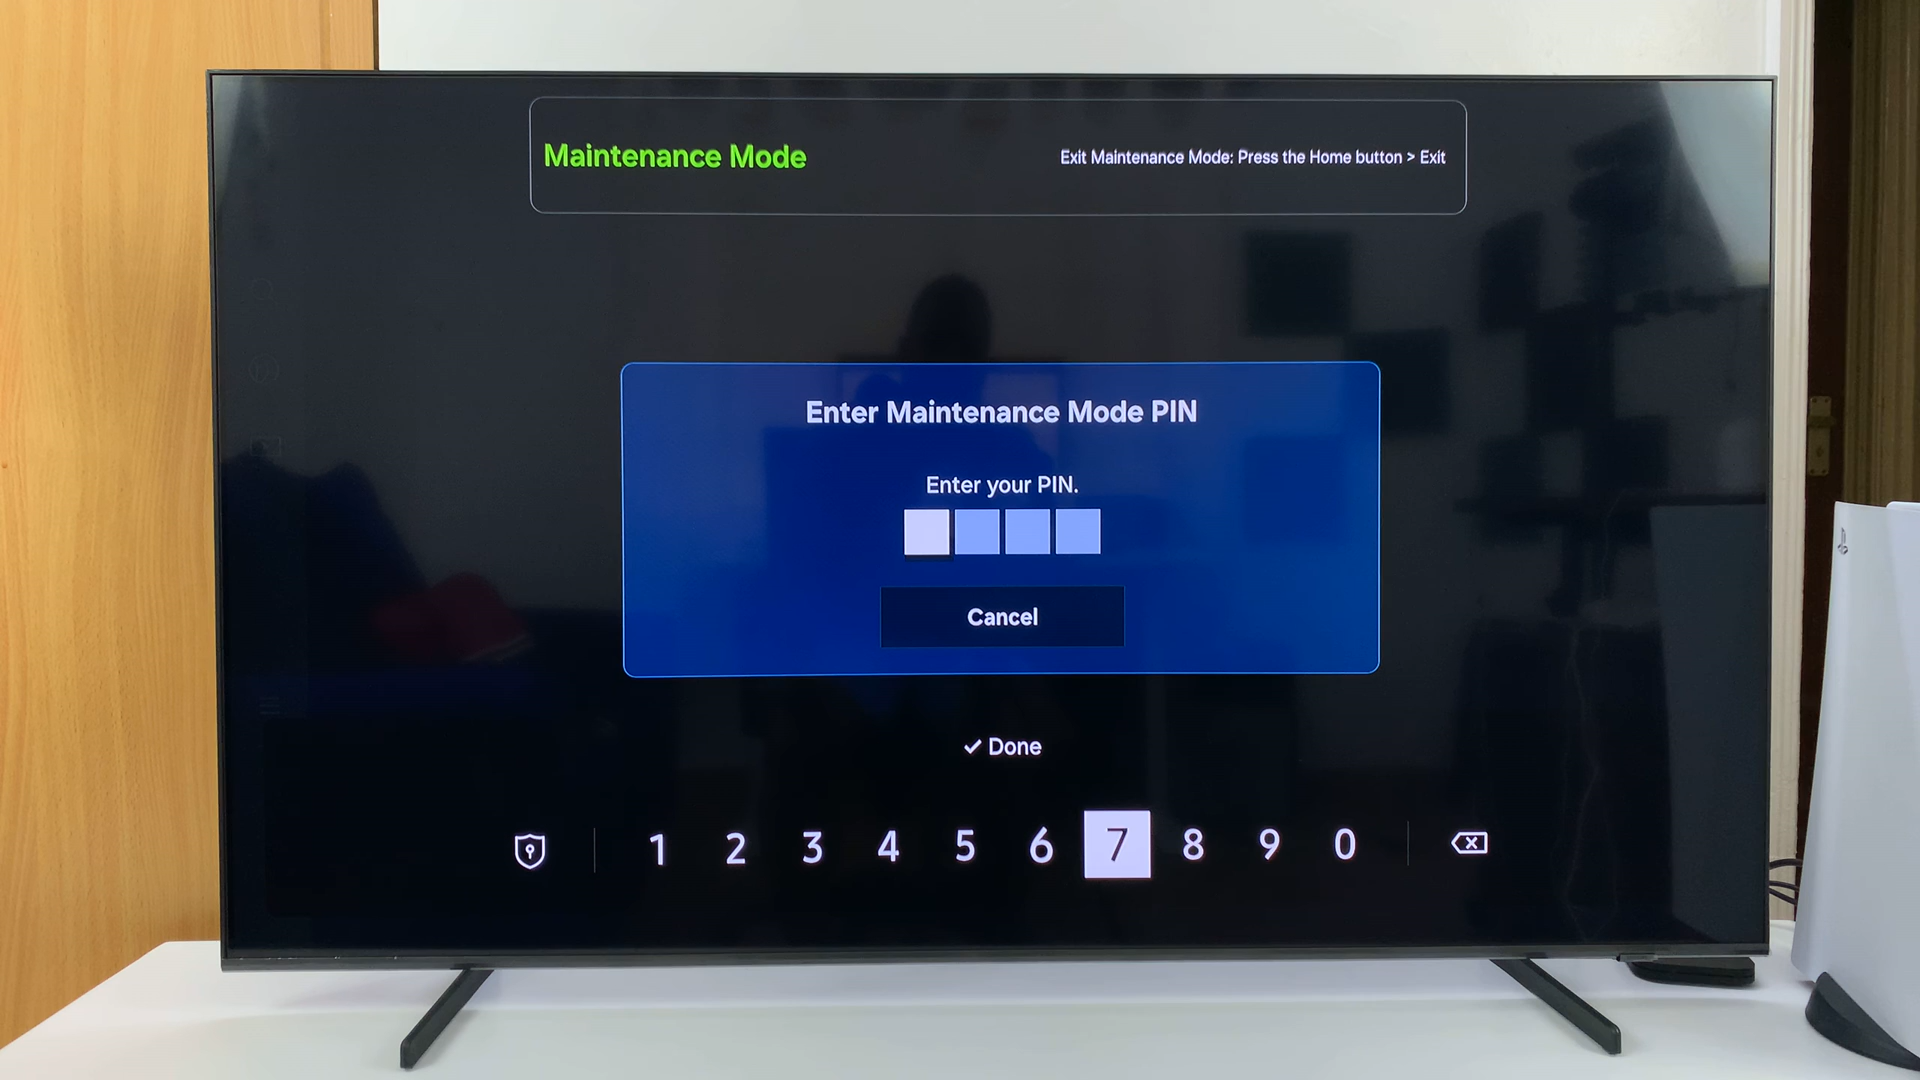 Maintenance Mode
Exit Maintenance Mode: Press the Home button > Exit
Enter Maintenance Mode PIN
Enter your PIN.
Cancel
✓ Done
1 2 3 4 5 6 7 8 9 0